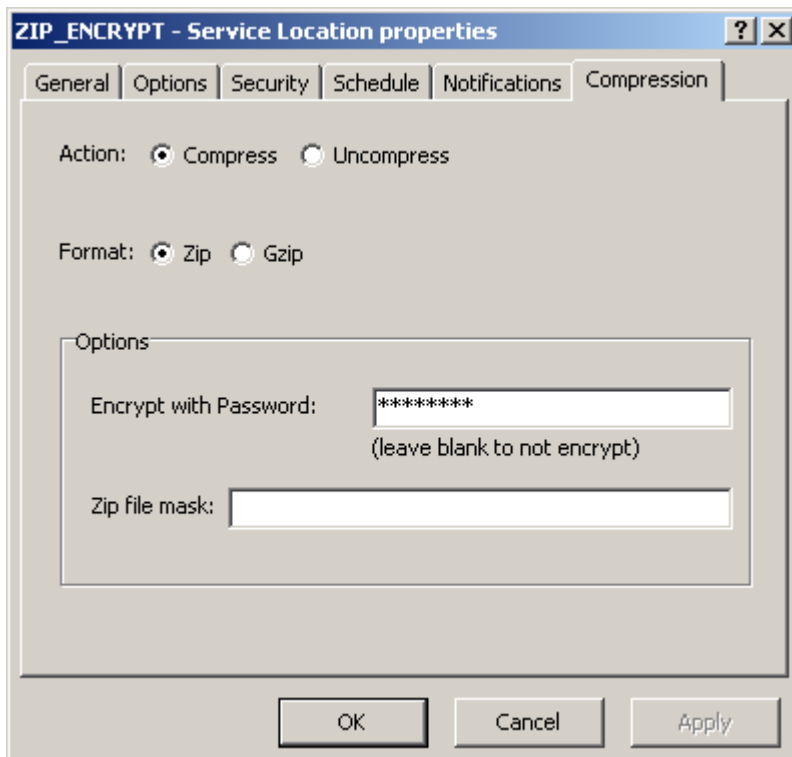 ZIP_ENCRYPT - Service Location properties ? ×
General Options Security Schedule Notifications Compression
Action: Compress Uncompress
Format: Zip Gzip
Options
Encrypt with Password: ********
(leave blank to not encrypt)
Zip file mask:
OK Cancel Apply